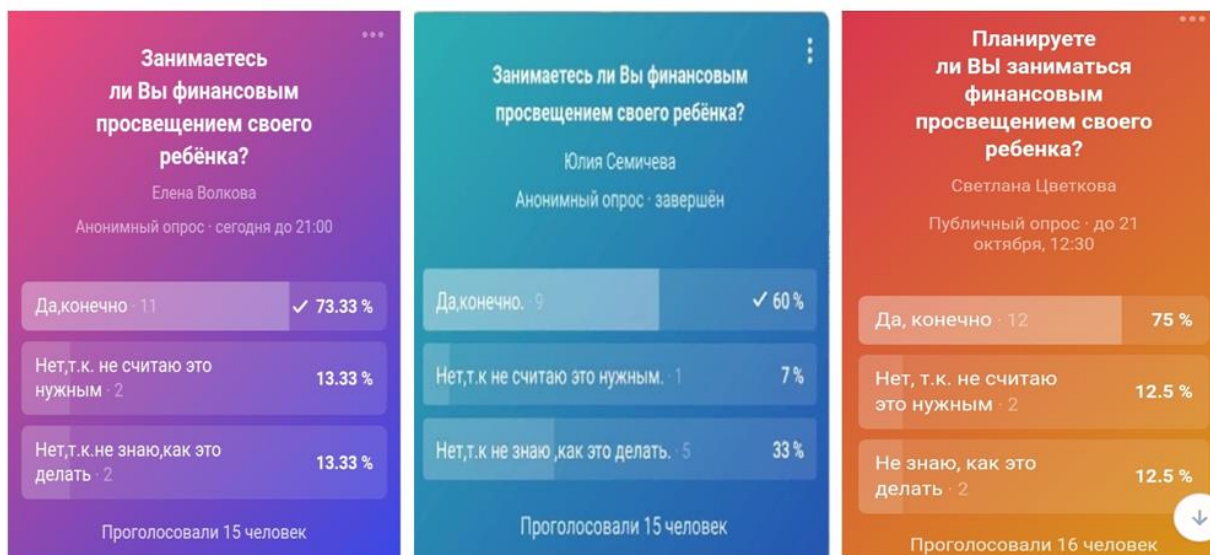 Занимаетесь
ли Вы финансовым
просвещением своего
ребёнка?
Елена Волкова
Анонимный опрос · сегодня до 21:00
Да,конечно · 11 73.33 %
Нет,т.к. не считаю это
нужным · 2 13.33 %
Нет,т.к.не знаю,как это
делать · 2 13.33 %
Проголосовали 15 человек
Занимаетесь ли Вы финансовым
просвещением своего ребёнка?
Юлия Семичева
Анонимный опрос · завершён
Да,конечно. · 9 60 %
Нет,т.к не считаю это нужным. · 1 7 %
Нет,т.к не знаю ,как это делать. · 5 33 %
Проголосовали 15 человек
Планируете
ли ВЫ заниматься
финансовым
просвещением своего
ребенка?
Светлана Цветкова
Публичный опрос · до 21
октября, 12:30
Да, конечно · 12 75 %
Нет, т.к. не считаю
это нужным · 2 12.5 %
Не знаю, как это
делать · 2 12.5 %
Проголосовали 16 человек